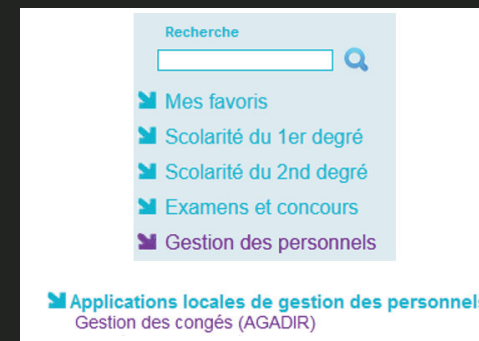 Recherche
Mes favoris
Scolarité du 1er degré
Scolarité du 2nd degré
Examens et concours
Gestion des personnels
Applications locales de gestion des personnels
Gestion des congés (AGADIR)